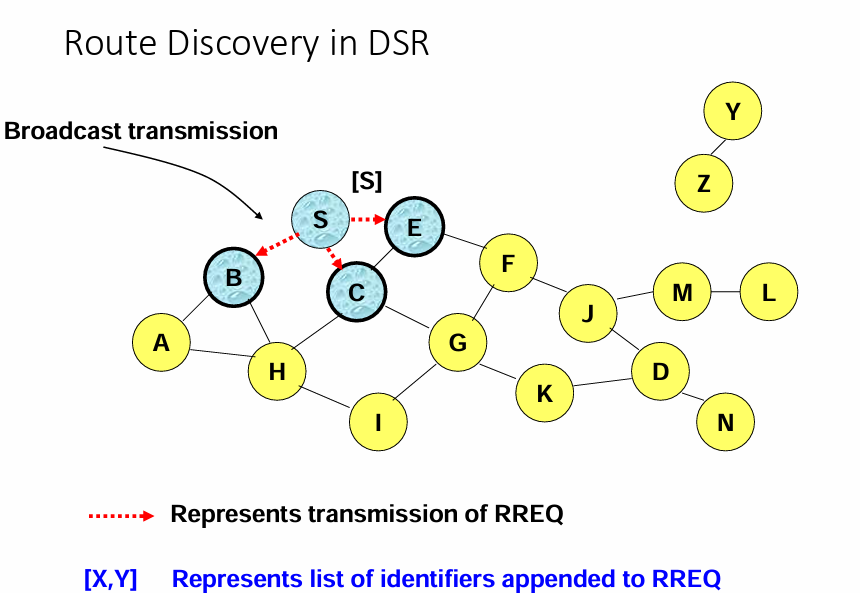 Route Discovery in DSR
Y
Broadcast transmission
Z
[S]
S
E
F
B
C
M
L
J
A
G
H
D
K
I
N
Represents transmission of RREQ
[X,Y] Represents list of identifiers appended to RREQ